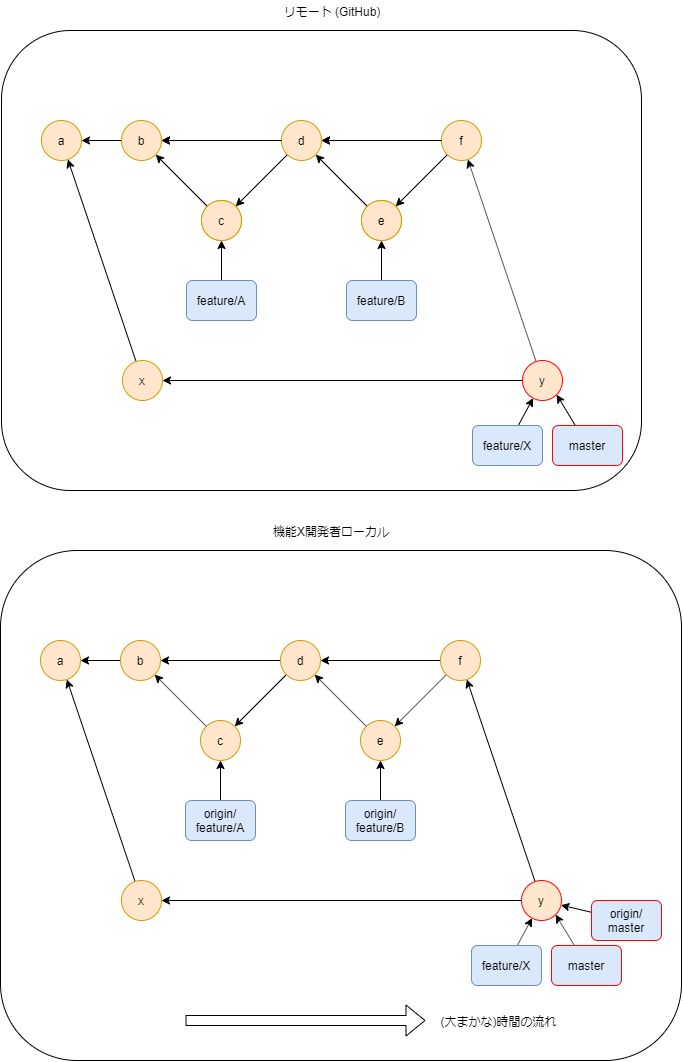 リモート (GitHub)
a
b
d
f
c
e
feature/A
feature/B
x
y
feature/X
master
機能X開発者ローカル
a
b
d
f
c
e
origin/
feature/A
origin/
feature/B
x
y
origin/
master
feature/X
master
(大まかな)時間の流れ